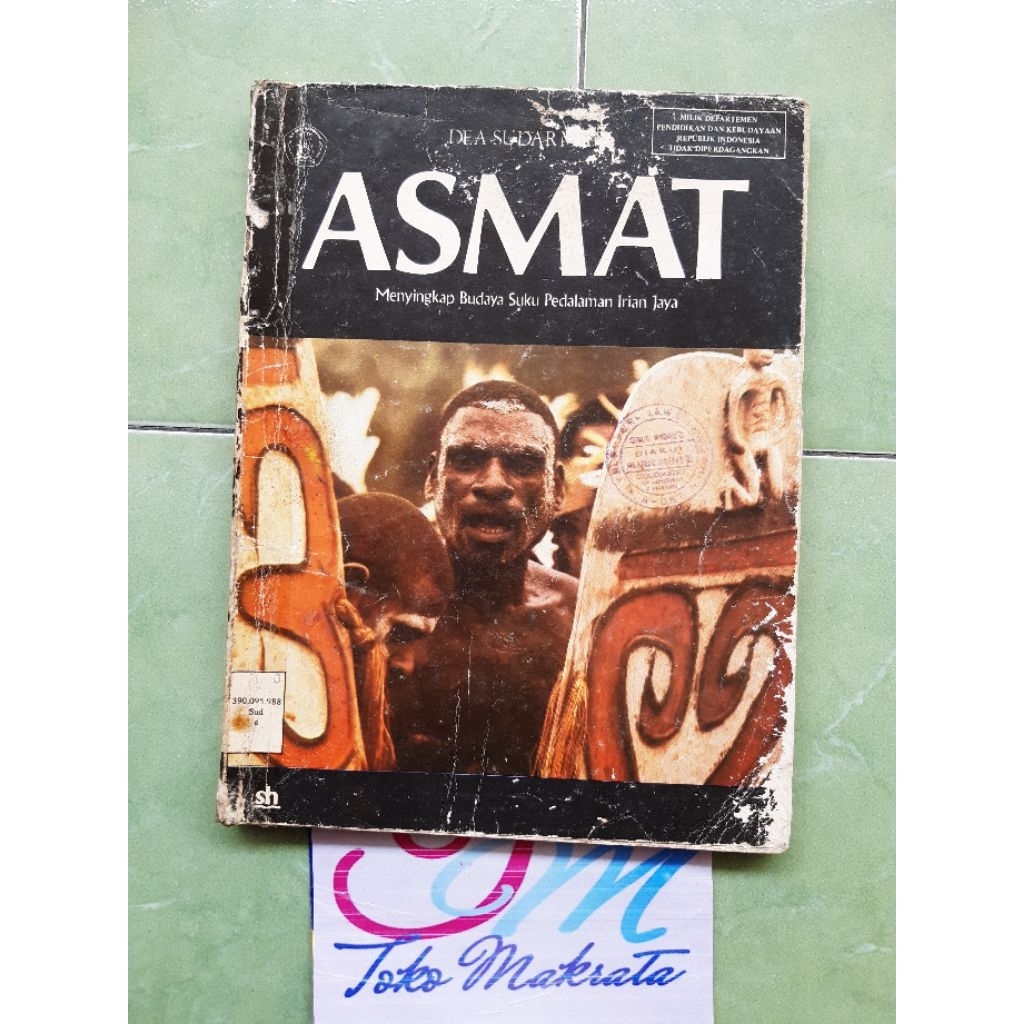 MILIK DEPARTEMEN
PENDIDIKAN DAN KEBUDAYAAN
REPUBLIK INDONESIA
TIDAK DIPERDAGANGKAN
DEA SUDAR
ASMAT
Menyingkap Budaya Suku Pedalaman Irian Jaya
390.095.988
Sud
a
sh
Toko Makrata